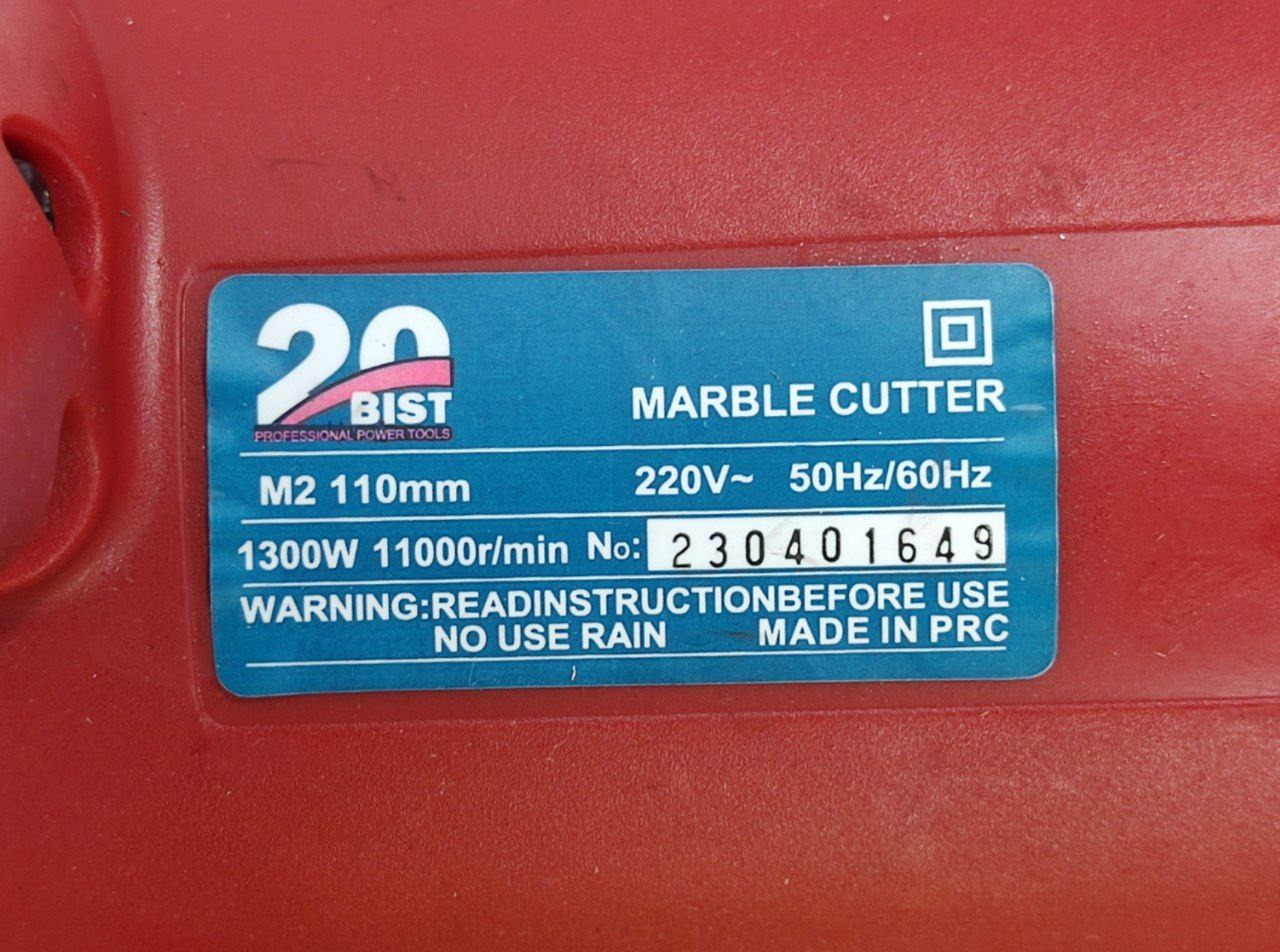 20
BIST
PROFESSIONAL POWER TOOLS
MARBLE CUTTER
M2 110mm 220V~ 50Hz/60Hz
1300W 11000r/min No: 230401649
WARNING:READINSTRUCTIONBEFORE USE
NO USE RAIN MADE IN PRC